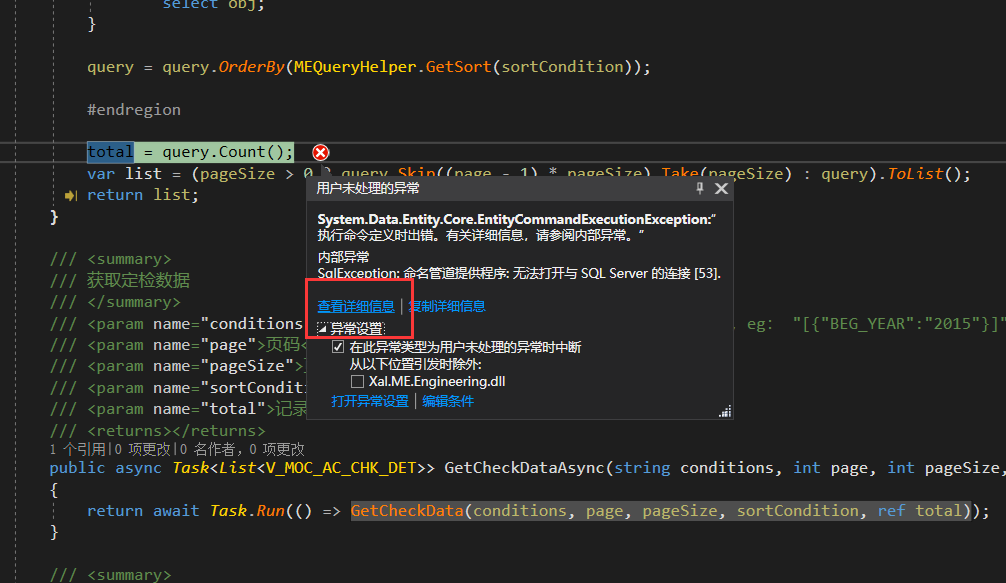 select obj;
}
query = query.OrderBy(MEQueryHelper.GetSort(sortCondition));
#endregion
total = query.Count();
var list = (pageSize > 0 ? query.Skip((page - 1) * pageSize).Take(pageSize) : query).ToList();
return list;
}
用户未处理的异常
System.Data.Entity.Core.EntityCommandExecutionException:“
执行命令定义时出错。有关详细信息，请参阅内部异常。”
内部异常
SqlException: 命名管道提供程序: 无法打开与 SQL Server 的连接 [53].
查看详细信息 | 复制详细信息
异常设置
在此异常类型为用户未处理的异常时中断
从以下位置引发时除外:
Xal.ME.Engineering.dll
打开异常设置 | 编辑条件
/// <summary>
/// 获取定检数据
/// </summary>
/// <param name="conditions , eg： "[{"BEG_YEAR":"2015"}]"
/// <param name="page">页码<
/// <param name="pageSize">
/// <param name="sortCondit
/// <param name="total">记录
/// <returns></returns>
1 个引用|0 项更改|0 名作者，0 项更改
public async Task<List<V_MOC_AC_CHK_DET>> GetCheckDataAsync(string conditions, int page, int pageSize,
{
return await Task.Run(() => GetCheckData(conditions, page, pageSize, sortCondition, ref total));
}
/// <summary>